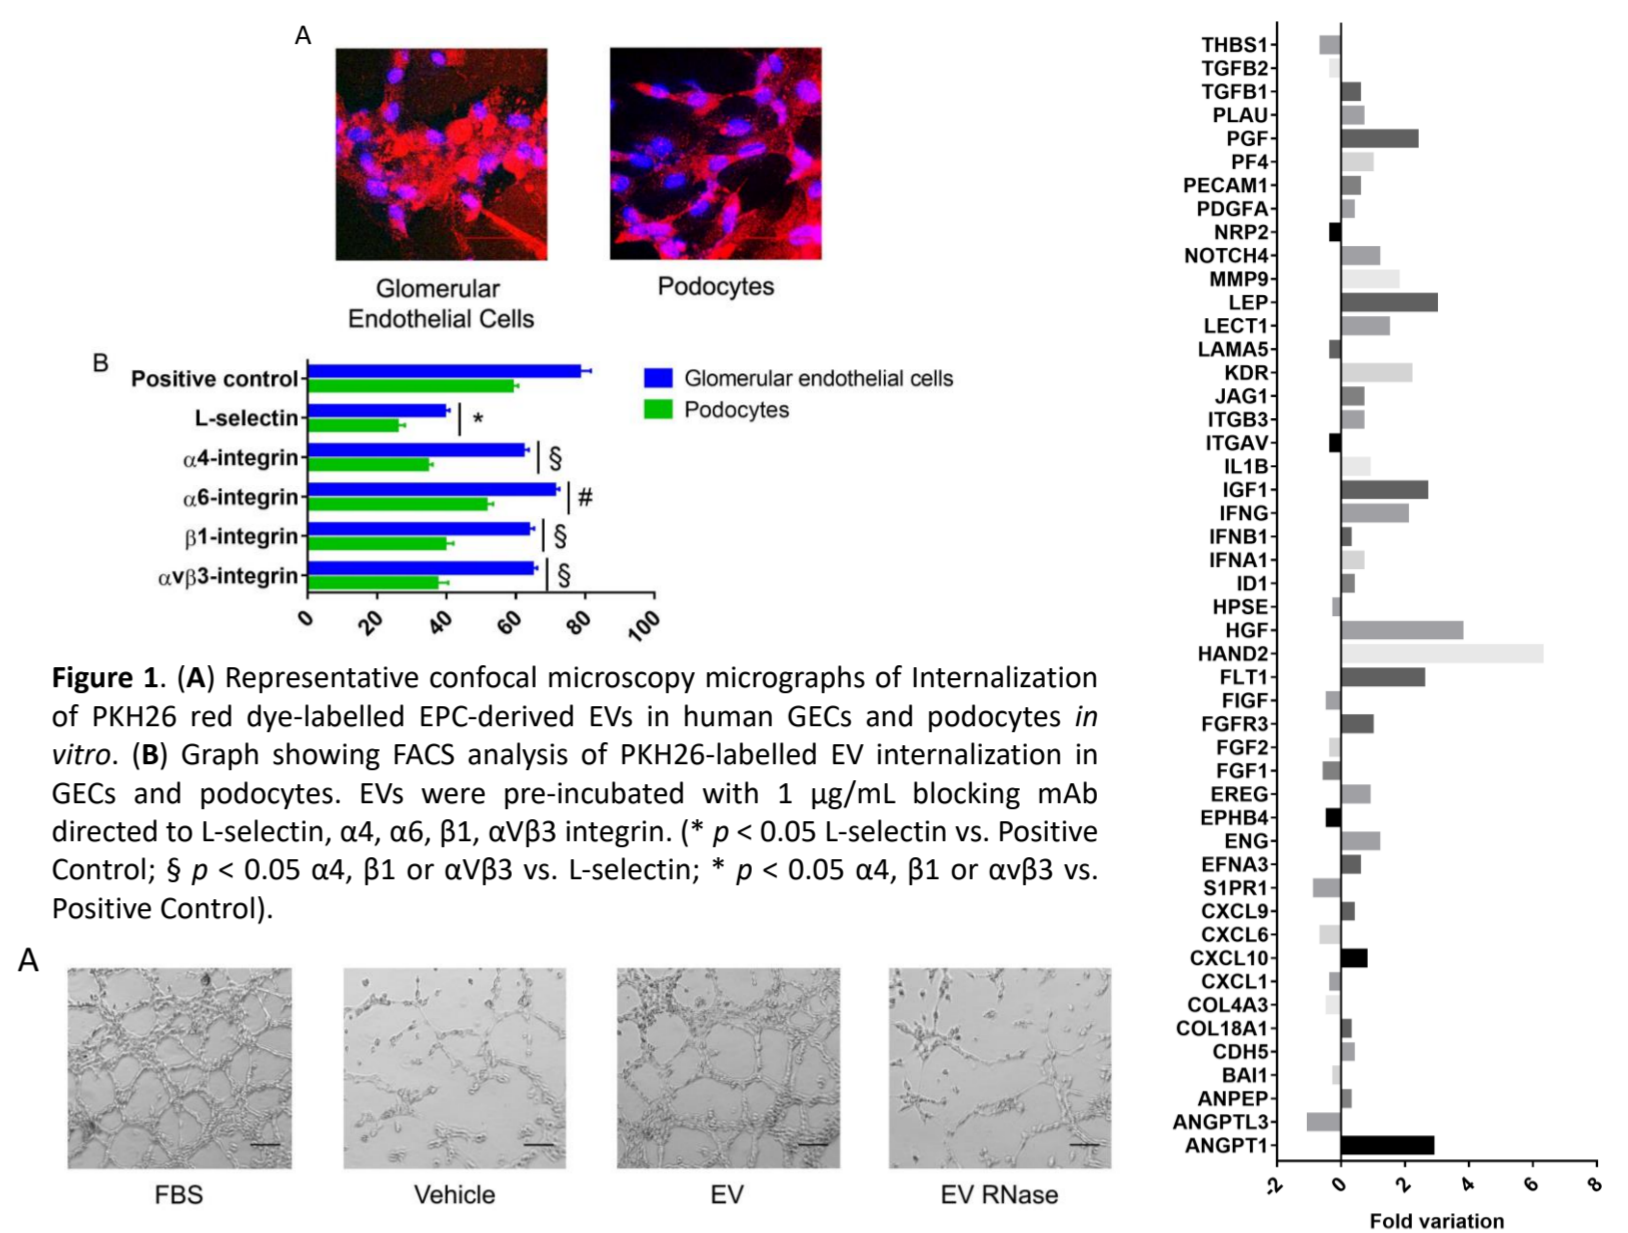 A
Glomerular
Endothelial Cells
Podocytes
B
Positive control
L-selectin
α4-integrin
α6-integrin
β1-integrin
αvβ3-integrin
*
§
#
§
§
0 20 40 60 80 100
Glomerular endothelial cells
Podocytes
Figure 1. (A) Representative confocal microscopy micrographs of Internalization
of PKH26 red dye-labelled EPC-derived EVs in human GECs and podocytes in
vitro. (B) Graph showing FACS analysis of PKH26-labelled EV internalization in
GECs and podocytes. EVs were pre-incubated with 1 μg/mL blocking mAb
directed to L-selectin, α4, α6, β1, αVβ3 integrin. (* p < 0.05 L-selectin vs. Positive
Control; § p < 0.05 α4, β1 or αVβ3 vs. L-selectin; * p < 0.05 α4, β1 or αvβ3 vs.
Positive Control).
A
FBS
Vehicle
EV
EV RNase
THBS1
TGFB2
TGFB1
PLAU
PGF
PF4
PECAM1
PDGFA
NRP2
NOTCH4
MMP9
LEP
LECT1
LAMA5
KDR
JAG1
ITGB3
ITGAV
IL1B
IGF1
IFNG
IFNB1
IFNA1
ID1
HPSE
HGF
HAND2
FLT1
FIGF
FGFR3
FGF2
FGF1
EREG
EPHB4
ENG
EFNA3
S1PR1
CXCL9
CXCL6
CXCL10
CXCL1
COL4A3
COL18A1
CDH5
BAI1
ANPEP
ANGPTL3
ANGPT1
-2 0 2 4 6 8
Fold variation